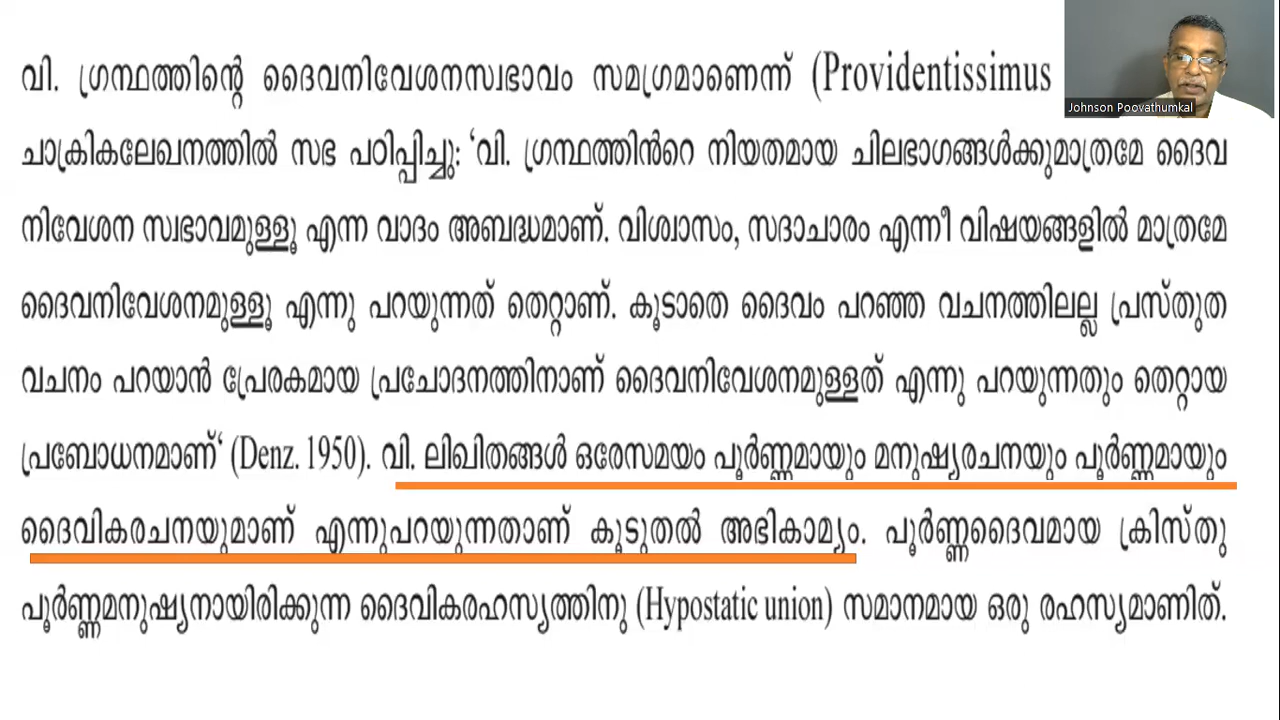 വി. ഗ്രന്ഥത്തിന്റെ ദൈവനിവേശനസ്വഭാവം സമഗ്രമാണെന്ന് (Providentissimus
Johnson Poovathumkal
ചാക്രികലേഖനത്തിൽ സഭ പഠിപ്പിച്ചു: ‘വി. ഗ്രന്ഥത്തിൻറെ നിയതമായ ചിലഭാഗങ്ങൾക്കുമാത്രമേ ദൈവ
നിവേശന സ്വഭാവമുള്ളൂ എന്ന വാദം അബദ്ധമാണ്. വിശ്വാസം, സദാചാരം എന്നീ വിഷയങ്ങളിൽ മാത്രമേ
ദൈവനിവേശനമുള്ളൂ എന്നു പറയുന്നത് തെറ്റാണ്. കൂടാതെ ദൈവം പറഞ്ഞ വചനത്തിലല്ല പ്രസ്തുത
വചനം പറയാൻ പ്രേരകമായ പ്രചോദനത്തിനാണ് ദൈവനിവേശനമുള്ളത് എന്നു പറയുന്നതും തെറ്റായ
പ്രബോധനമാണ്‘ (Denz. 1950). വി. ലിഖിതങ്ങൾ ഒരേസമയം പൂർണ്ണമായും മനുഷ്യരചനയും പൂർണ്ണമായും
ദൈവികരചനയുമാണ് എന്നുപറയുന്നതാണ് കൂടുതൽ അഭികാമ്യം. പൂർണ്ണദൈവമായ ക്രിസ്തു
പൂർണ്ണമനുഷ്യനായിരിക്കുന്ന ദൈവികരഹസ്യത്തിനു (Hypostatic union) സമാനമായ ഒരു രഹസ്യമാണിത്.